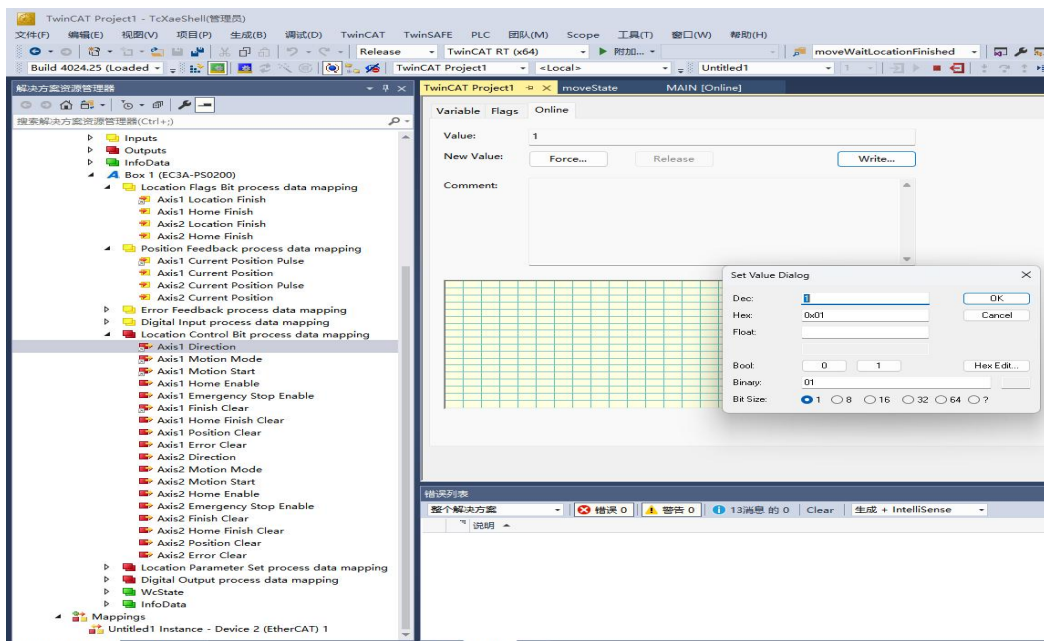 TwinCAT Project1 - TcXaeShell(管理员)
文件(F) 编辑(E) 视图(V) 项目(P) 生成(B) 调试(D) TwinCAT TwinSAFE PLC 团队(M) Scope 工具(T) 窗口(W) 帮助(H)
Release TwinCAT RT (x64) 附加... moveWaitLocationFinished
Build 4024.25 (Loaded TwinCAT Project1 <Local> Untitled1 1
解决方案资源管理器
搜索解决方案资源管理器(Ctrl+;)
Inputs
Outputs
InfoData
Box 1 (EC3A-PS0200)
Location Flags Bit process data mapping
Axis1 Location Finish
Axis1 Home Finish
Axis2 Location Finish
Axis2 Home Finish
Position Feedback process data mapping
Axis1 Current Position Pulse
Axis1 Current Position
Axis2 Current Position Pulse
Axis2 Current Position
Error Feedback process data mapping
Digital Input process data mapping
Location Control Bit process data mapping
Axis1 Direction
Axis1 Motion Mode
Axis1 Motion Start
Axis1 Home Enable
Axis1 Emergency Stop Enable
Axis1 Finish Clear
Axis1 Home Finish Clear
Axis1 Position Clear
Axis1 Error Clear
Axis2 Direction
Axis2 Motion Mode
Axis2 Motion Start
Axis2 Home Enable
Axis2 Emergency Stop Enable
Axis2 Finish Clear
Axis2 Home Finish Clear
Axis2 Position Clear
Axis2 Error Clear
Location Parameter Set process data mapping
Digital Output process data mapping
WcState
InfoData
Mappings
Untitled1 Instance - Device 2 (EtherCAT) 1
TwinCAT Project1 moveState MAIN [Online]
Variable Flags Online
Value: 1
New Value: Force... Release Write...
Comment:
Set Value Dialog
Dec: 1 OK
Hex: 0x01 Cancel
Float:
Bool: 0 1 Hex Edit...
Binary: 01
Bit Size: 1 8 16 32 64 ?
错误列表
整个解决方案 错误 0 警告 0 13消息 的 0 Clear 生成 + IntelliSense
说明